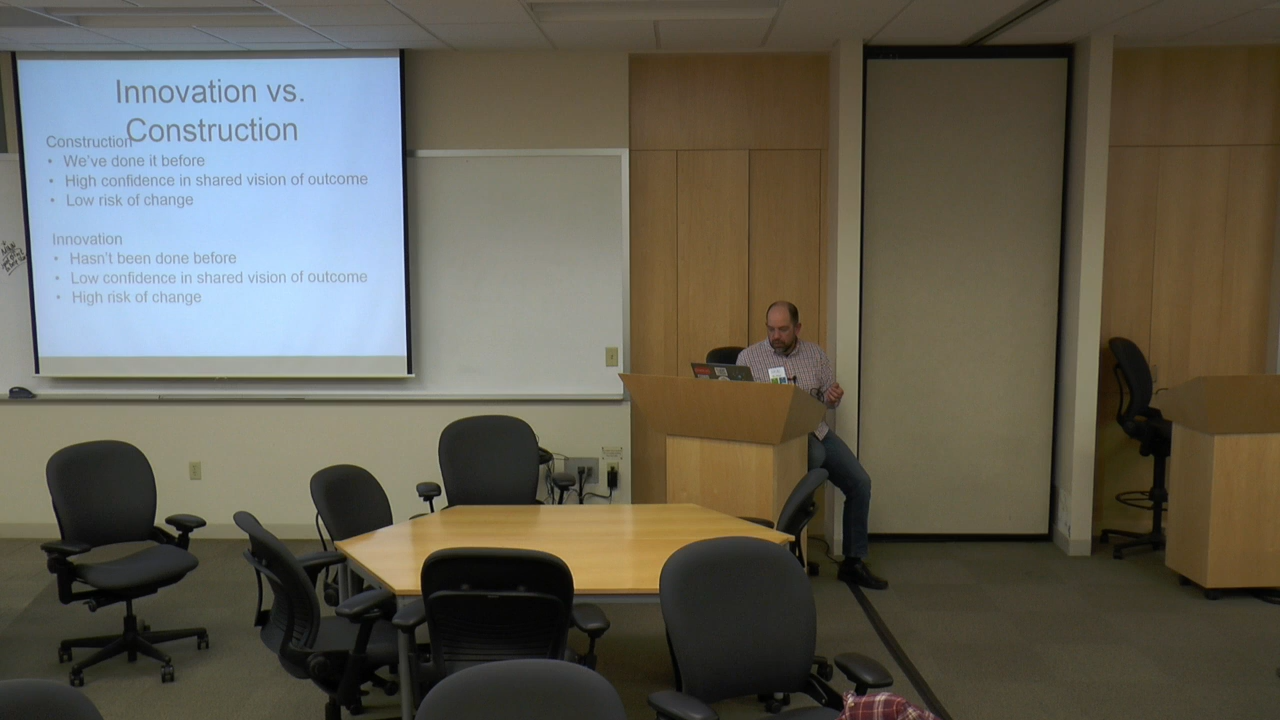 Innovation vs.
Construction
Construction
• We've done it before
• High confidence in shared vision of outcome
• Low risk of change
Innovation
• Hasn't been done before
• Low confidence in shared vision of outcome
• High risk of change